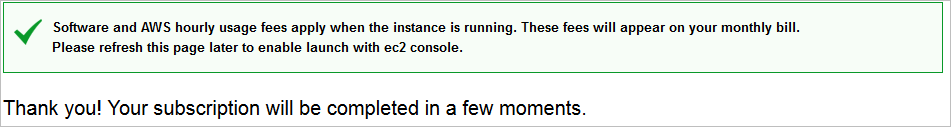 Software and AWS hourly usage fees apply when the instance is running. These fees will appear on your monthly bill.
Please refresh this page later to enable launch with ec2 console.
Thank you! Your subscription will be completed in a few moments.